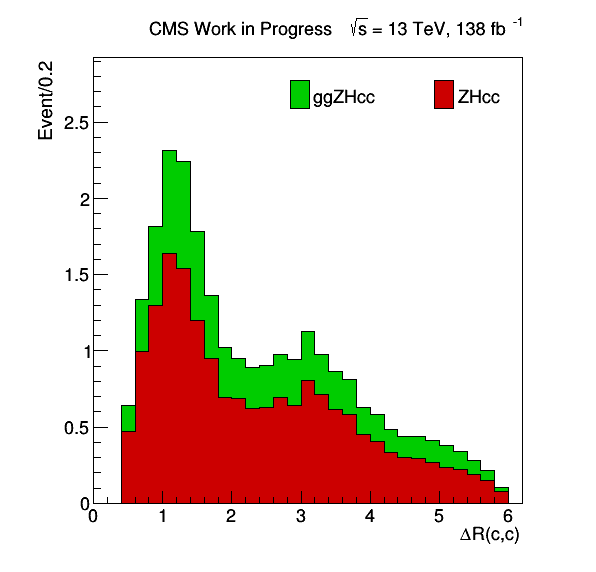 CMS Work in Progress √s = 13 TeV, 138 fb⁻¹
Event/0.2
ggZHcc ZHcc
2.5
2
1.5
1
0.5
0
0 1 2 3 4 5 6
ΔR(c,c)